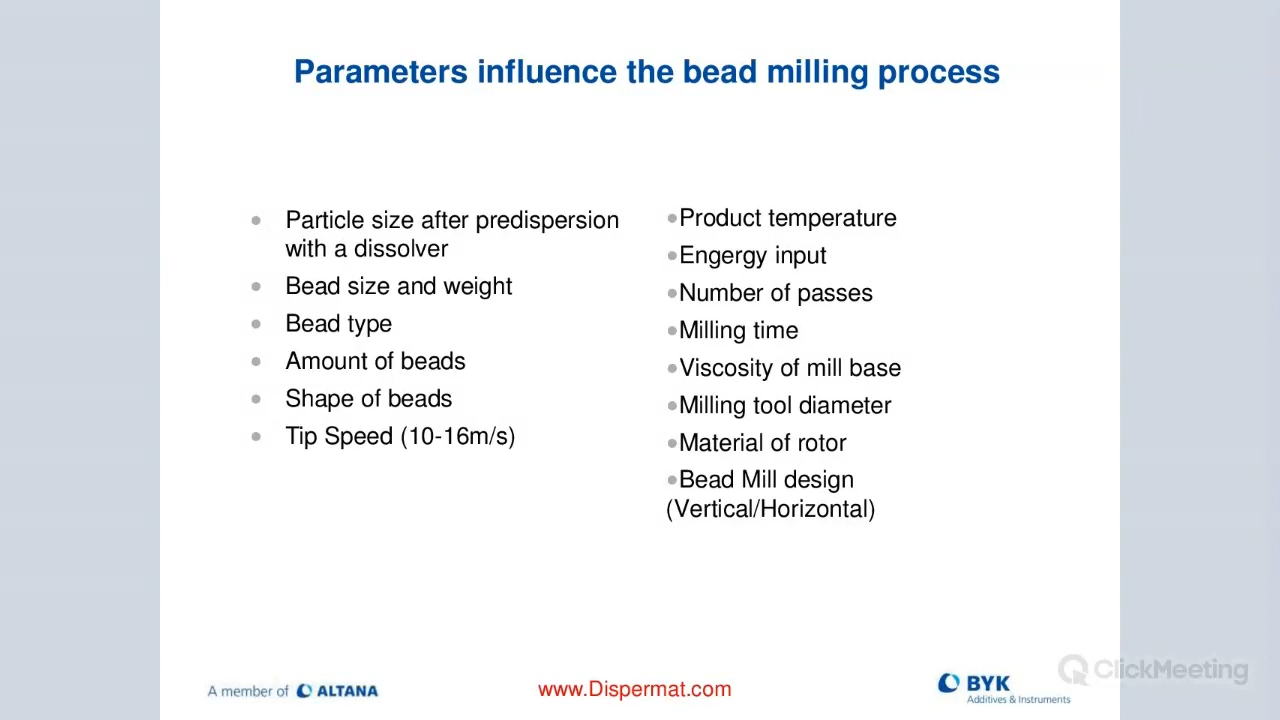 Parameters influence the bead milling process
● Particle size after predispersion
with a dissolver
● Bead size and weight
● Bead type
● Amount of beads
● Shape of beads
● Tip Speed (10-16m/s)
●Product temperature
●Engergy input
●Number of passes
●Milling time
●Viscosity of mill base
●Milling tool diameter
●Material of rotor
●Bead Mill design
(Vertical/Horizontal)
A member of ALTANA
www.Dispermat.com
BYK
Additives & Instruments
ClickMeeting